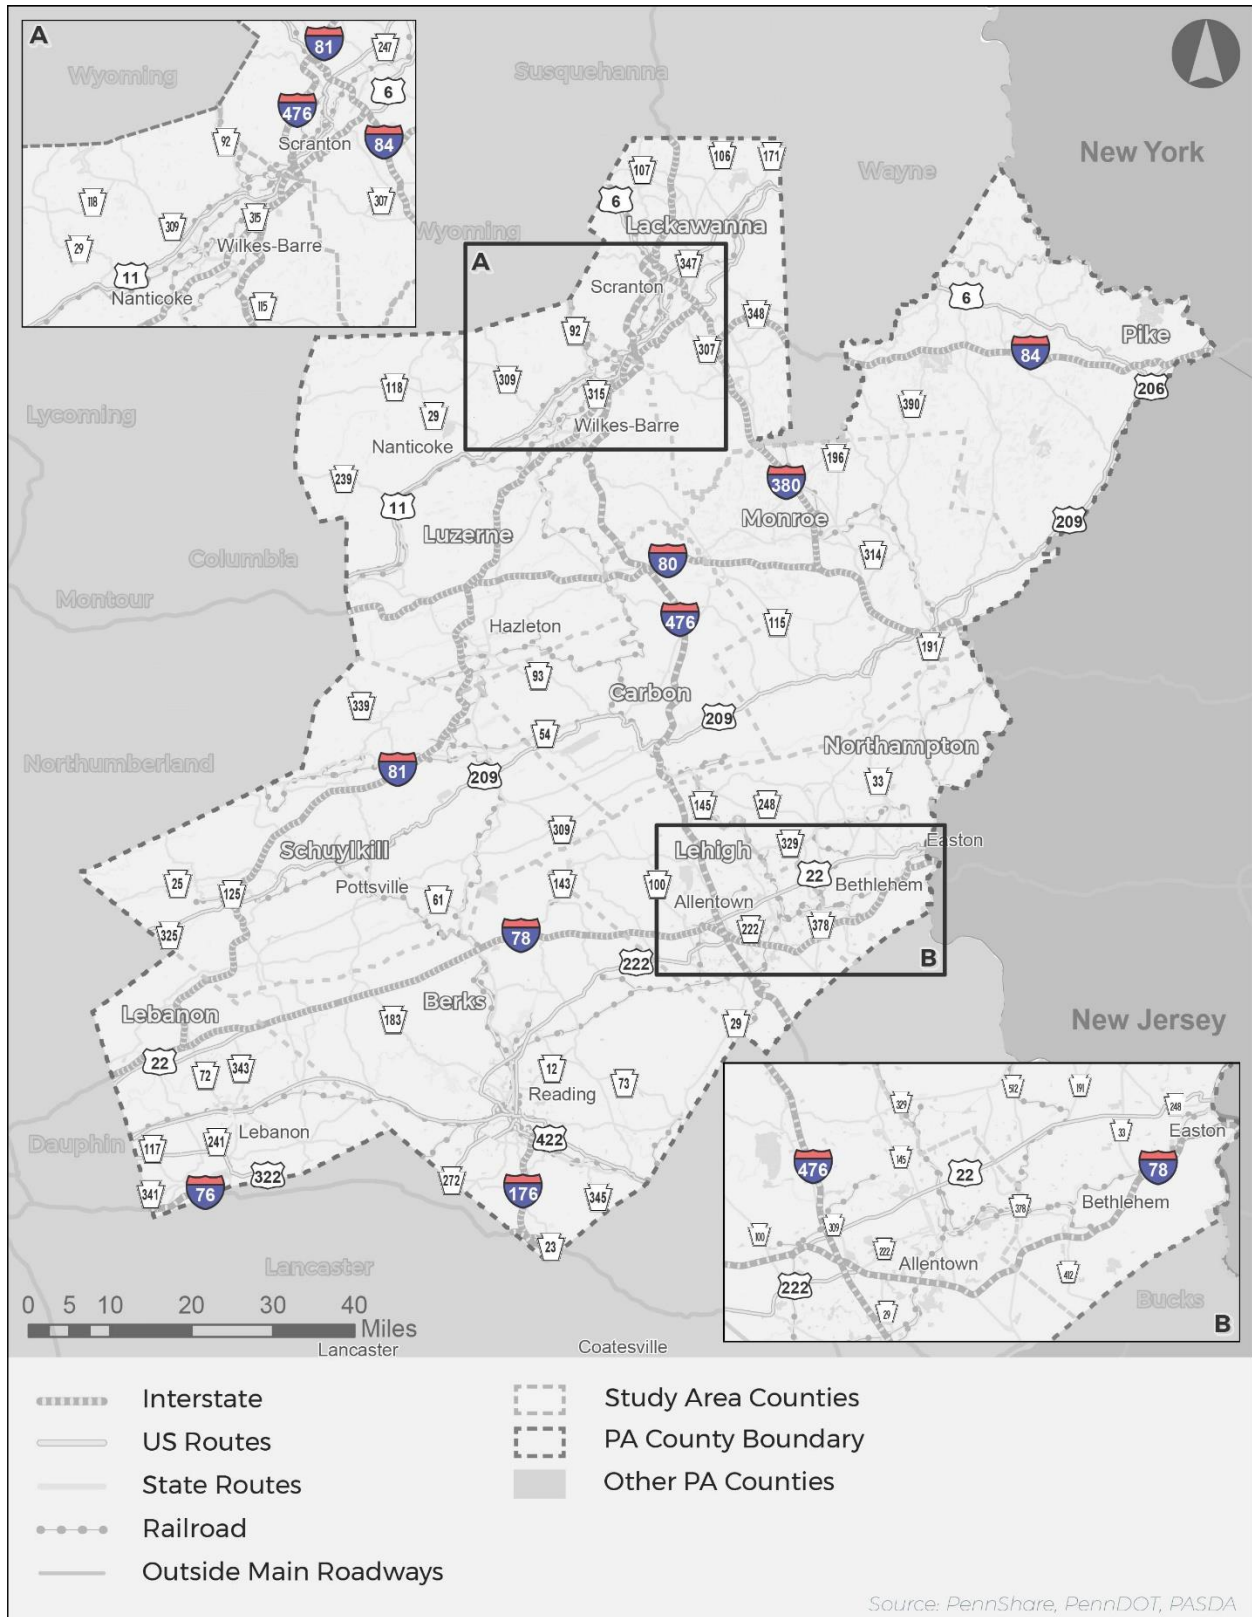 A
Wyoming
81
247
6
476
92
Scranton
84
118
307
309
315
29
Wilkes-Barre
11
Nanticoke
115
Susquehanna
New York
Wayne
107
106
171
6
Lackawanna
Wyoming
A
347
Scranton
348
92
307
309
315
Wilkes-Barre
118
29
Nanticoke
6
Pike
84
206
390
Lycoming
196
239
380
11
Monroe
209
Luzerne
Columbia
80
314
Montour
476
115
Hazleton
191
93
Carbon
339
209
54
Northampton
Northumberland
81
209
33
145
248
309
329
Easton
Schuylkill
Lehigh
22
Bethlehem
25
125
Pottsville
61
143
100
Allentown
222
378
325
78
222
B
Lebanon
Berks
183
29
New Jersey
22
72
343
12
73
Reading
Dauphin
117
241
Lebanon
422
322
272
341
76
176
345
23
Lancaster
512
191
329
248
33
Easton
476
145
22
78
378
Bethlehem
100
309
222
Allentown
412
222
29
Bucks
B
0 5 10 20 30 40
Miles
Lancaster
Coatesville
Interstate
US Routes
State Routes
Railroad
Outside Main Roadways
Study Area Counties
PA County Boundary
Other PA Counties
Source: PennShare, PennDOT, PASDA